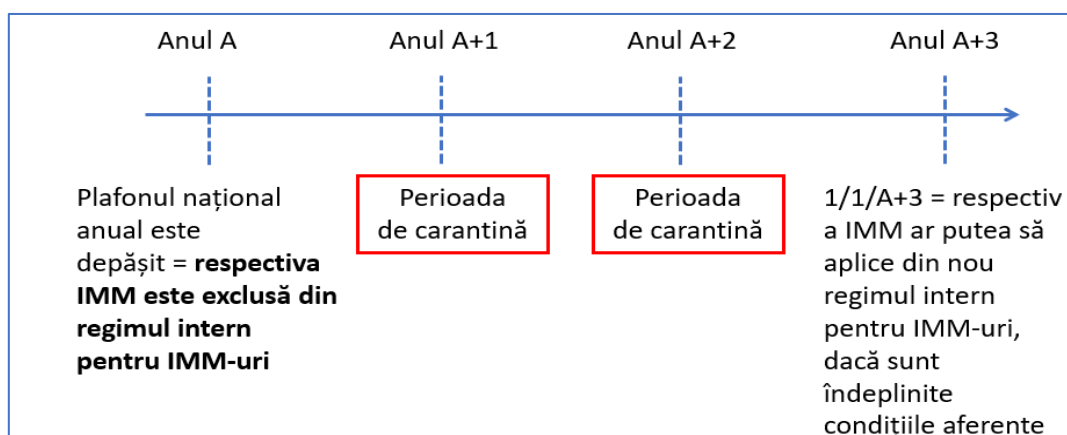 Anul A
Anul A+1
Anul A+2
Anul A+3
Plafonul național
anual este
depășit = respectiva
IMM este exclusă din
regimul intern
pentru IMM-uri
Perioada
de carantină
Perioada
de carantină
1/1/A+3 = respectiv
a IMM ar putea să
aplice din nou
regimul intern
pentru IMM-uri,
dacă sunt
îndeplinite
condițiile aferente